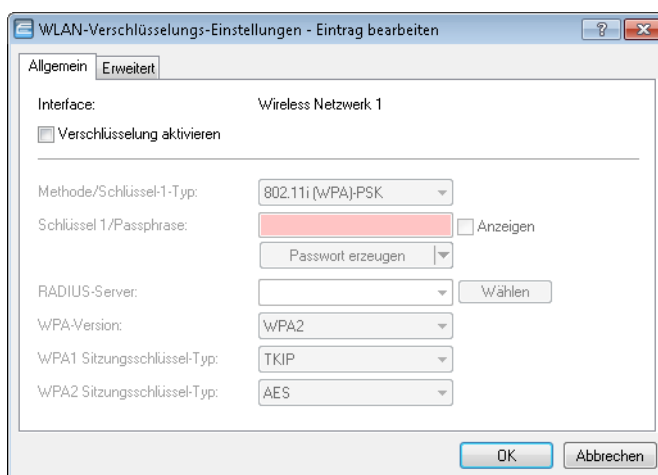 WLAN-Verschlüsselungs-Einstellungen - Eintrag bearbeiten
Allgemein Erweitert
Interface: Wireless Netzwerk 1
Verschlüsselung aktivieren
Methode/Schlüssel-1-Typ: 802.11i (WPA)-PSK
Schlüssel 1/Passphrase: Anzeigen
Passwort erzeugen
RADIUS-Server: Wählen
WPA-Version: WPA2
WPA1 Sitzungsschlüssel-Typ: TKIP
WPA2 Sitzungsschlüssel-Typ: AES
OK Abbrechen